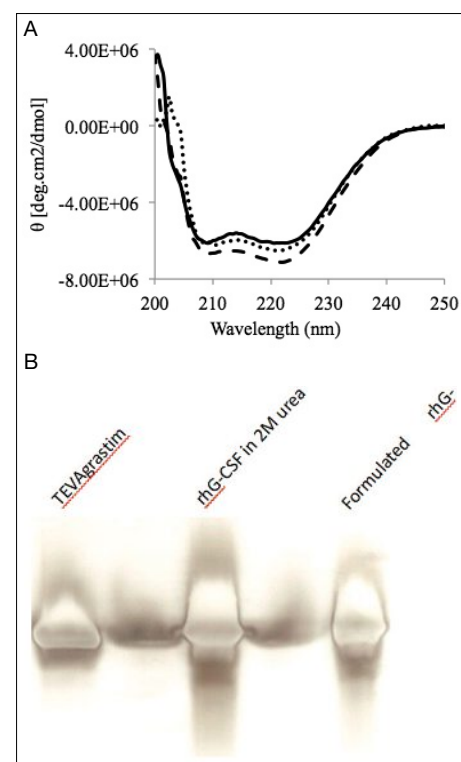 A
4.00E+06
0.00E+00
-4.00E+06
-8.00E+06
θ [deg.cm2/dmol]
200 210 220 230 240 250
Wavelength (nm)
B
TEVAgrastim
rhG-CSF in 2M urea
Formulated
rhG-